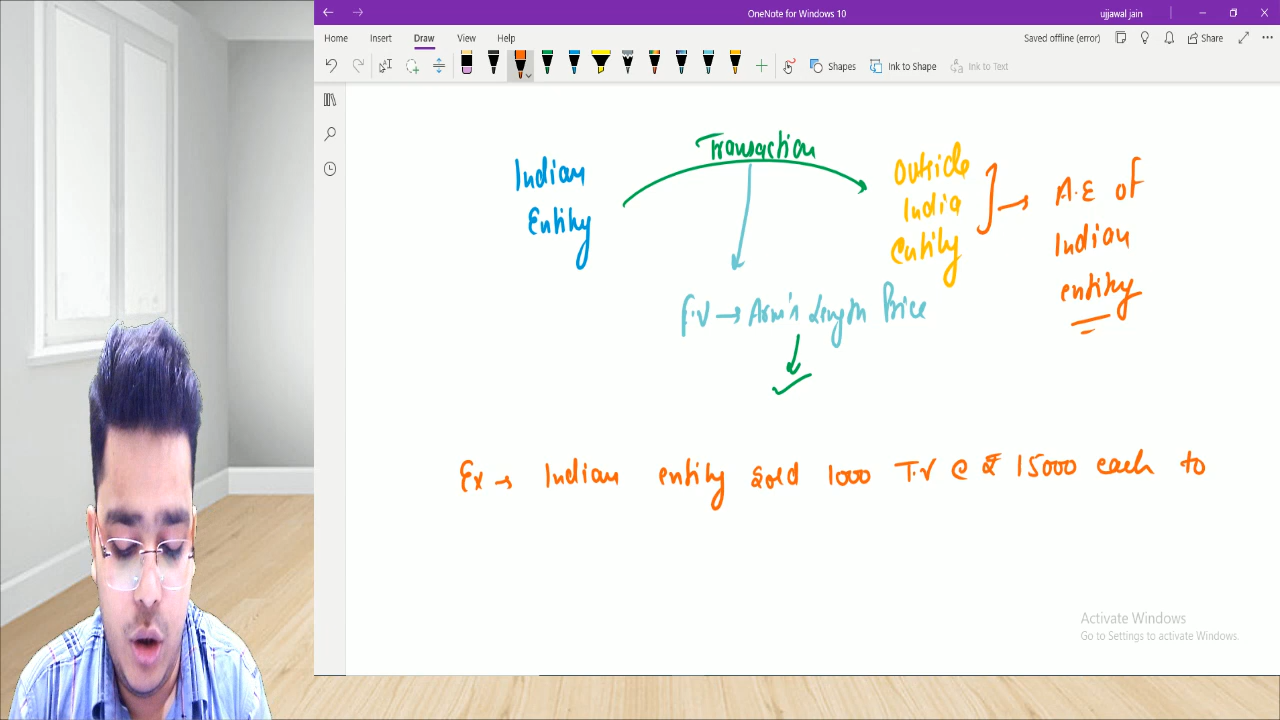 OneNote for Windows 10
ujjawal jain
Home Insert Draw View Help
Saved offline (error)
Share
Shapes
Ink to Shape
Ink to Text
Transaction
Indian
Entity
Outside
India
Entity
A.E of
Indian
entity
F.V → Arm's Length Price
Ex → Indian entity sold 1000 T.V @ ₹ 15000 each to
Activate Windows
Go to Settings to activate Windows.